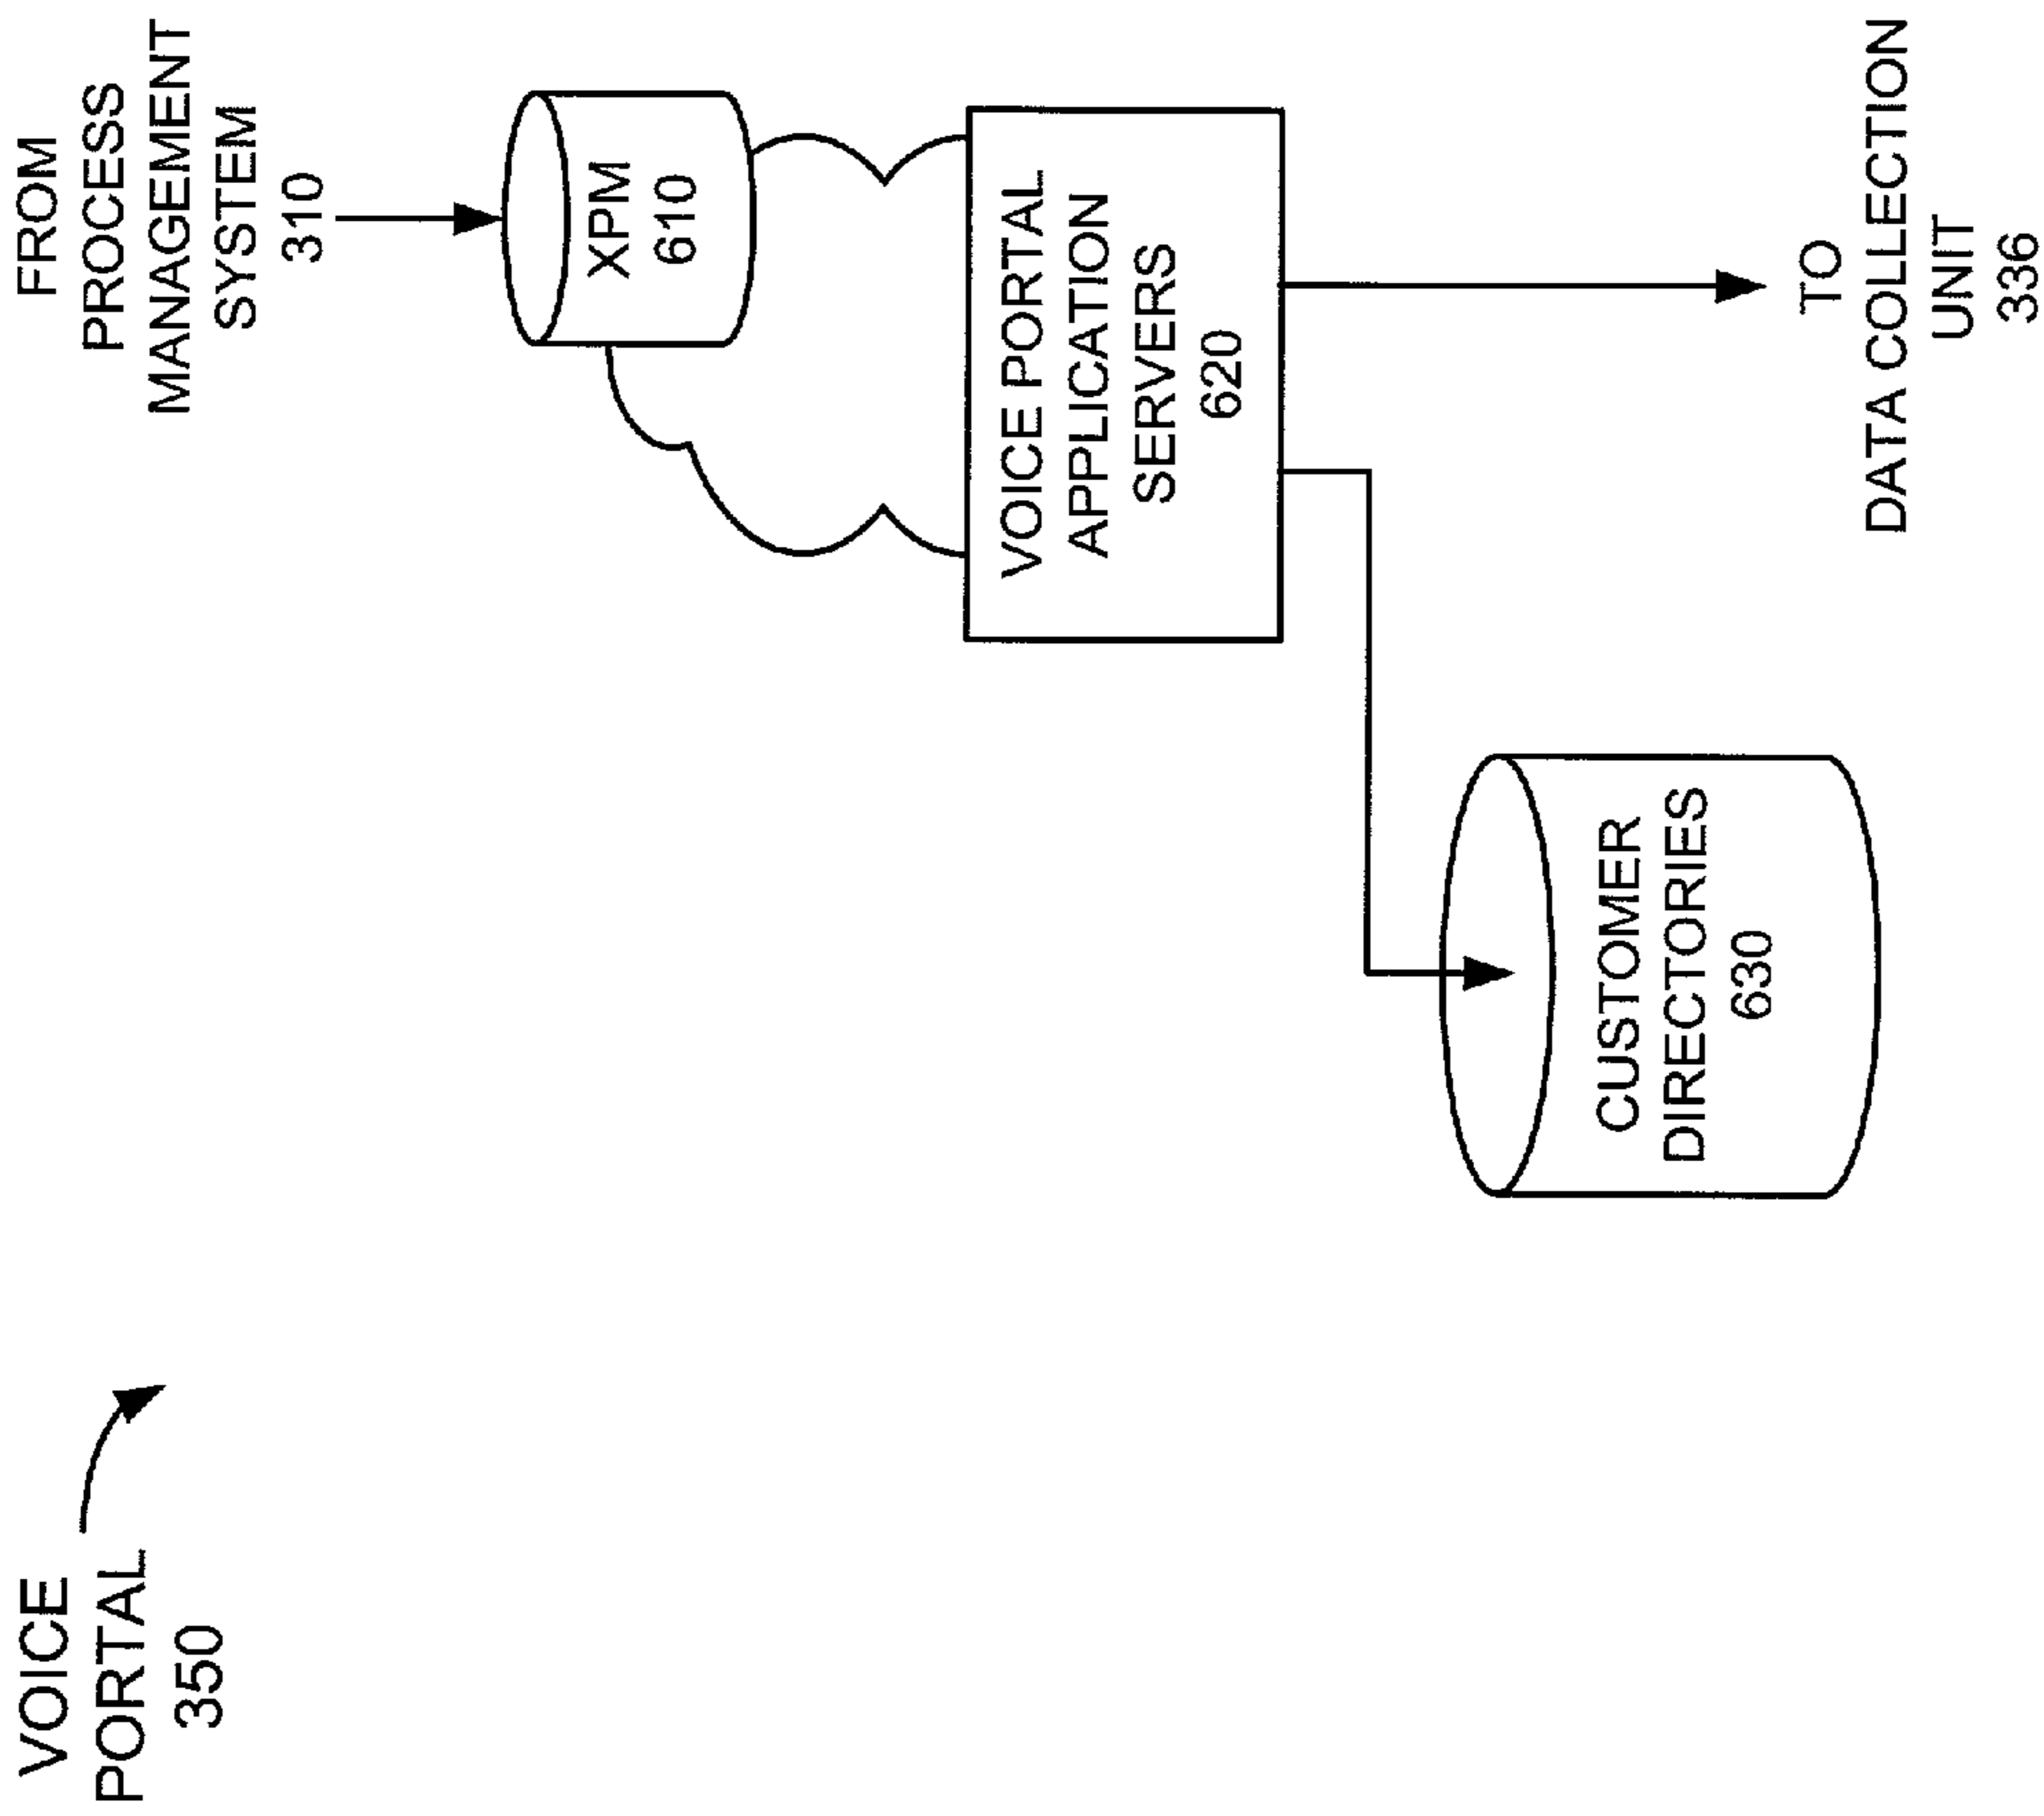 VOICE
PORTAL
350
FROM
PROCESS
MANAGEMENT
SYSTEM
310
XPM
610
VOICE PORTAL
APPLICATION
SERVERS
620
CUSTOMER
DIRECTORIES
630
TO
DATA COLLECTION
UNIT
336